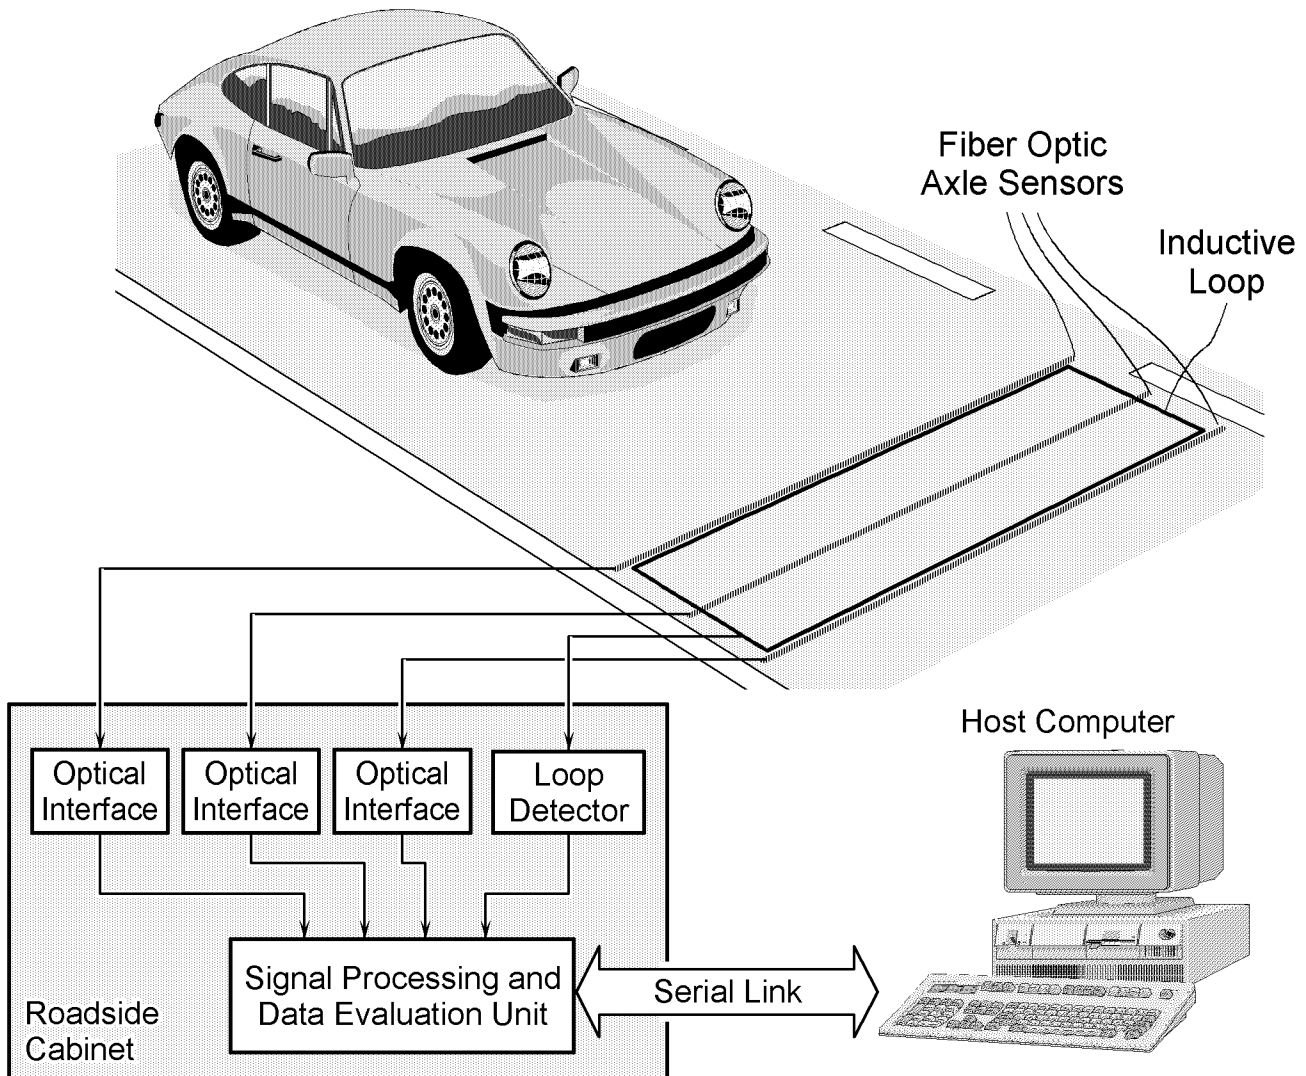 Fiber Optic
Axle Sensors
Inductive
Loop
Host Computer
Optical
Interface
Optical
Interface
Optical
Interface
Loop
Detector
Signal Processing and
Data Evaluation Unit
Serial Link
Roadside
Cabinet